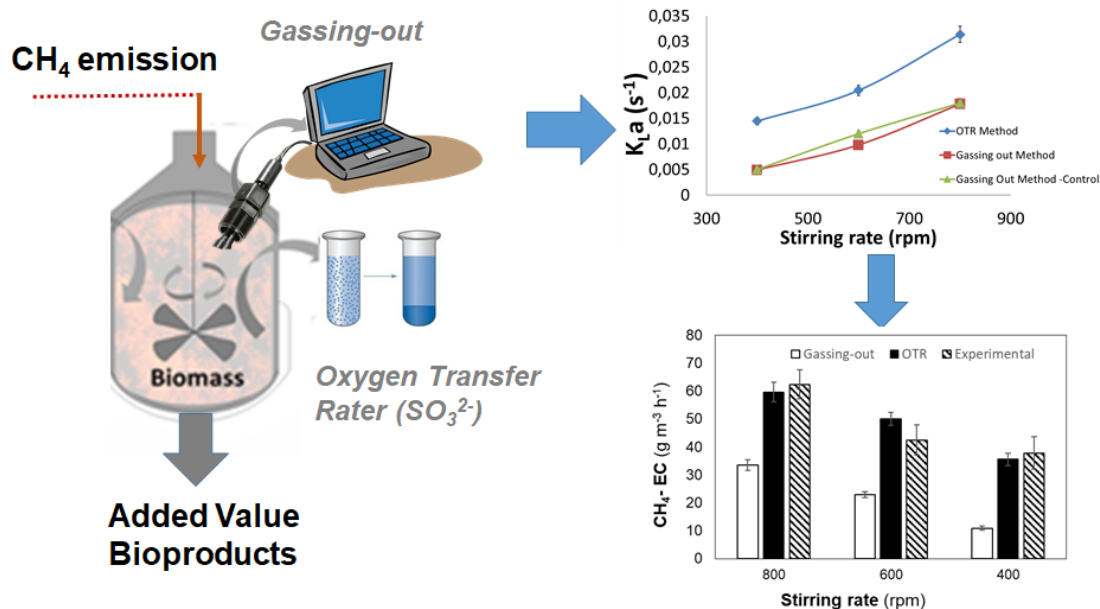 Gassing-out
CH₄ emission
Biomass
Oxygen Transfer
Rater (SO₃²⁻)
Added Value
Bioproducts
0,035
0,03
0,025
0,02
0,015
0,01
0,005
0
KLa (s⁻¹)
300
500
700
900
Stirring rate (rpm)
OTR Method
Gassing out Method
Gassing Out Method -Control
80
70
60
50
40
30
20
10
0
CH₄- EC (g m⁻³ h⁻¹)
Gassing-out
OTR
Experimental
800
600
400
Stirring rate (rpm)